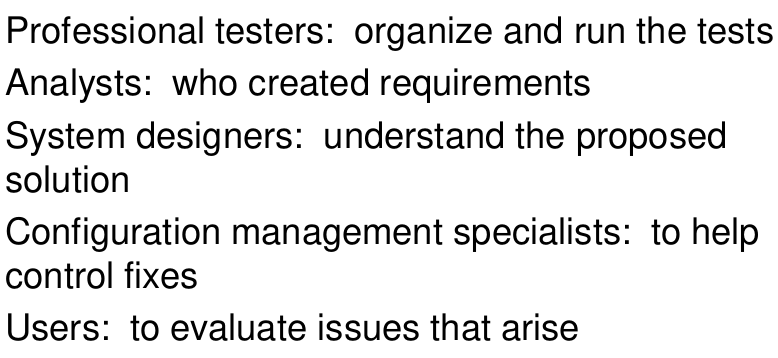 Professional testers:  organize and run the tests
Analysts:  who created requirements
System designers:  understand the proposed
solution
Configuration management specialists:  to help
control fixes
Users:  to evaluate issues that arise